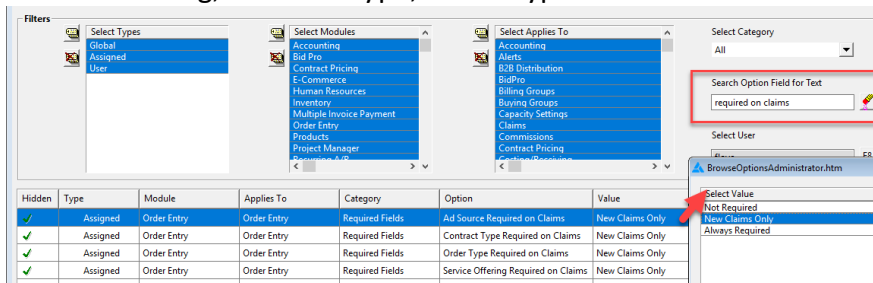 Filters
Select Types
Global
Assigned
User
Select Modules
Accounting
Bid Pro
Contract Pricing
E-Commerce
Human Resources
Inventory
Multiple Invoice Payment
Order Entry
Products
Project Manager
Recurring A/R
Select Applies To
Accounting
Alerts
B2B Distribution
BidPro
Billing Groups
Buying Groups
Capacity Settings
Claims
Commissions
Contract Pricing
Costing/Receiving
Select Category
All
Search Option Field for Text
required on claims
Select User
BrowseOptionsAdministrator.htm
Select Value
Not Required
New Claims Only
Always Required
Hidden Type Module Applies To Category Option Value
Assigned Order Entry Order Entry Required Fields Ad Source Required on Claims New Claims Only
Assigned Order Entry Order Entry Required Fields Contract Type Required on Claims New Claims Only
Assigned Order Entry Order Entry Required Fields Order Type Required on Claims New Claims Only
Assigned Order Entry Order Entry Required Fields Service Offering Required on Claims New Claims Only